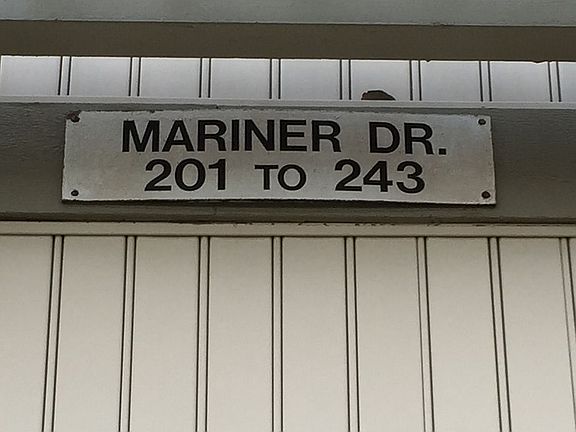 MARINER DR.
201 TO 243